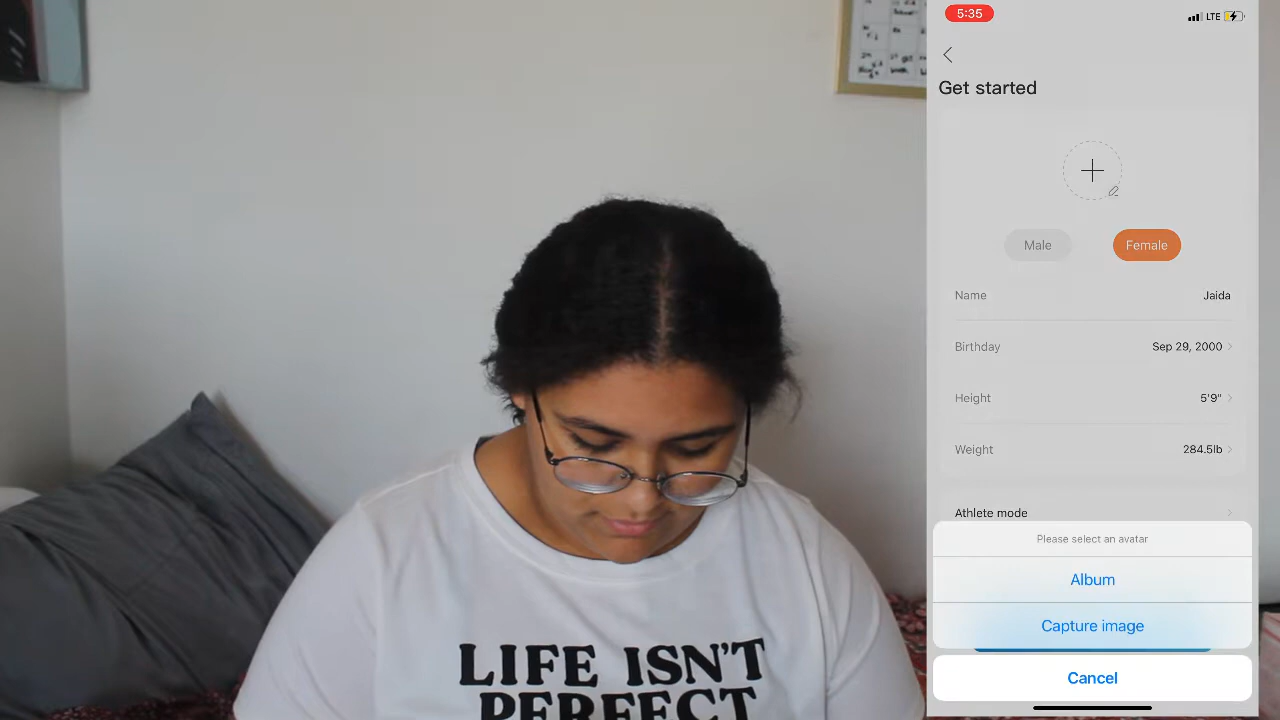 5:35
LTE
Get started
Male
Female
Name
Jaida
Birthday
Sep 29, 2000
Height
5'9"
Weight
284.5lb
Athlete mode
Please select an avatar
Album
Capture image
Cancel
LIFE ISN'T
PERFECT